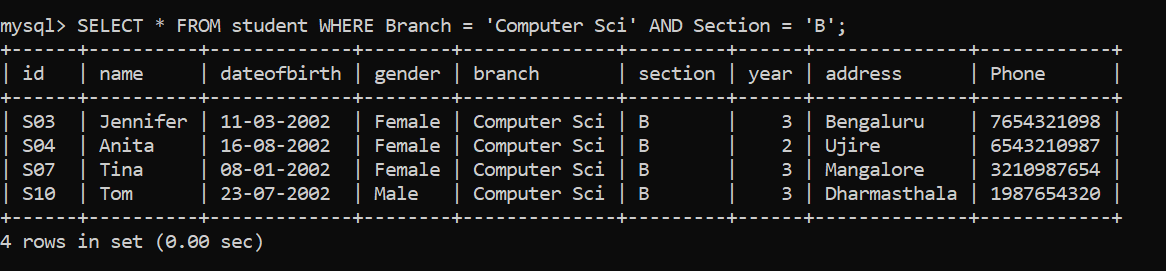 mysql> SELECT * FROM student WHERE Branch = 'Computer Sci' AND Section = 'B';
+------+----------+-------------+--------+--------------+---------+------+--------------+------------+
| id   | name     | dateofbirth | gender | branch       | section | year | address      | Phone      |
+------+----------+-------------+--------+--------------+---------+------+--------------+------------+
| S03  | Jennifer | 11-03-2002  | Female | Computer Sci | B       |    3 | Bengaluru    | 7654321098 |
| S04  | Anita    | 16-08-2002  | Female | Computer Sci | B       |    2 | Ujire        | 6543210987 |
| S07  | Tina     | 08-01-2002  | Female | Computer Sci | B       |    3 | Mangalore    | 3210987654 |
| S10  | Tom      | 23-07-2002  | Male   | Computer Sci | B       |    3 | Dharmasthala | 1987654320 |
+------+----------+-------------+--------+--------------+---------+------+--------------+------------+
4 rows in set (0.00 sec)